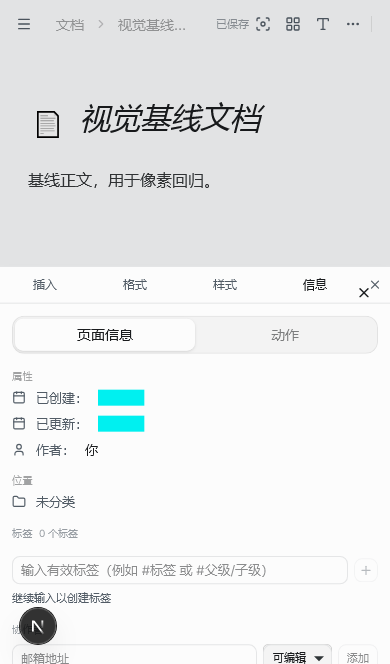 文档 > 视觉基线... 已保存
视觉基线文档
基线正文，用于像素回归。
插入 格式 样式 信息
页面信息 动作
属性
已创建：
已更新：
作者： 你
位置
未分类
标签 0 个标签
输入有效标签（例如 #标签 或 #父级/子级）
继续输入以创建标签
N
邮箱地址 可编辑 添加